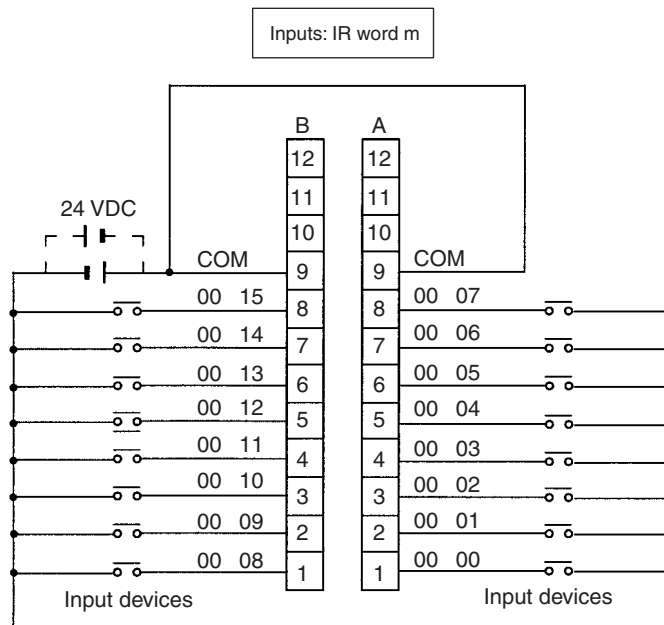 Inputs: IR word m
B A
12 12
11 11
24 VDC
10 10
COM 9 9 COM
00 15 8 8 00 07
00 14 7 7 00 06
00 13 6 6 00 05
00 12 5 5 00 04
00 11 4 4 00 03
00 10 3 3 00 02
00 09 2 2 00 01
00 08 1 1 00 00
Input devices Input devices